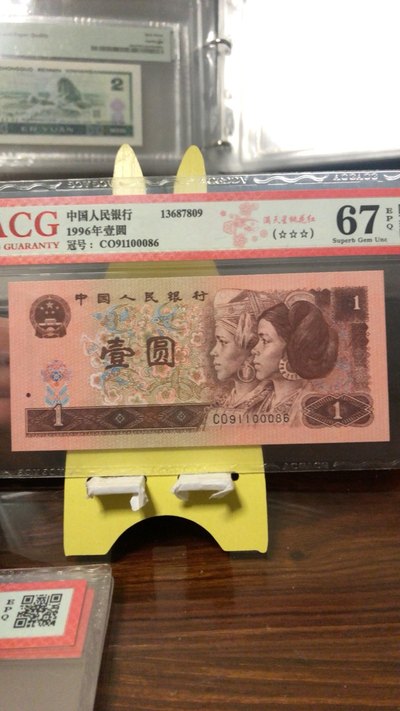 2
EN YUAN
ACG
GUARANTY
中国人民银行
1996年壹圆
冠号: CO91100086
13687809
满天星桃花红
(☆☆☆)
67
EPQ
Superb Gem Unc
中国人民银行
1
壹圆
1
CO91100086
1
EPQ